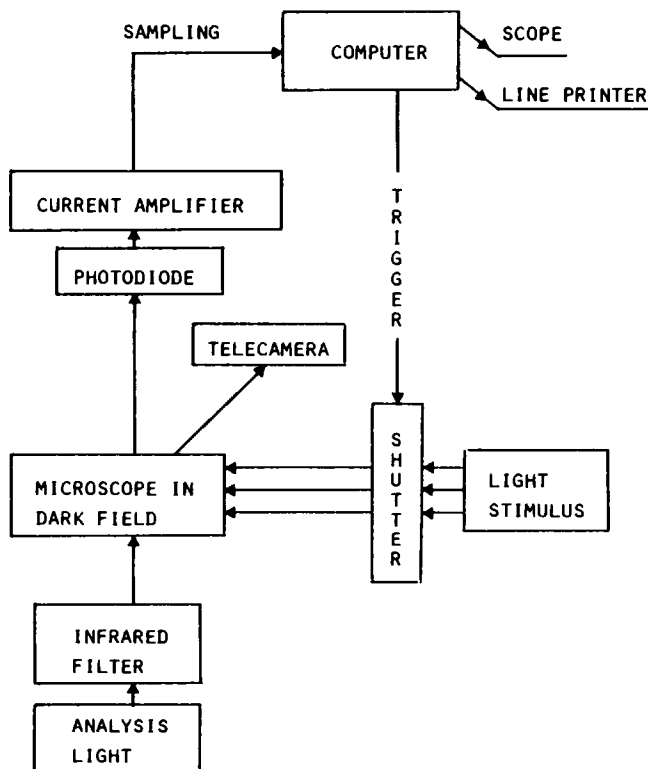 SAMPLING
COMPUTER
SCOPE
LINE PRINTER
TRIGGER
CURRENT AMPLIFIER
PHOTODIODE
TELECAMERA
SHUTTER
MICROSCOPE IN
DARK FIELD
LIGHT
STIMULUS
INFRARED
FILTER
ANALYSIS
LIGHT